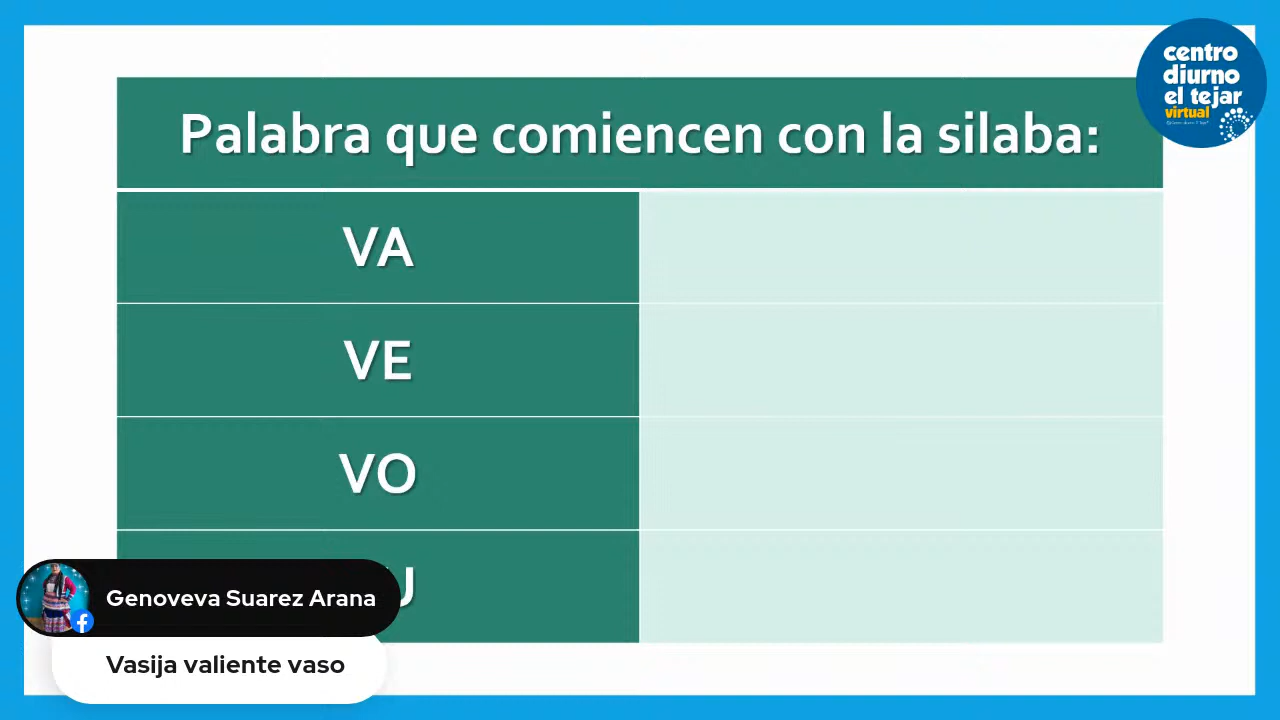 centro
diurno
el tejar
virtual
Palabra que comiencen con la silaba:
VA
VE
VO
U
Genoveva Suarez Arana
Vasija valiente vaso